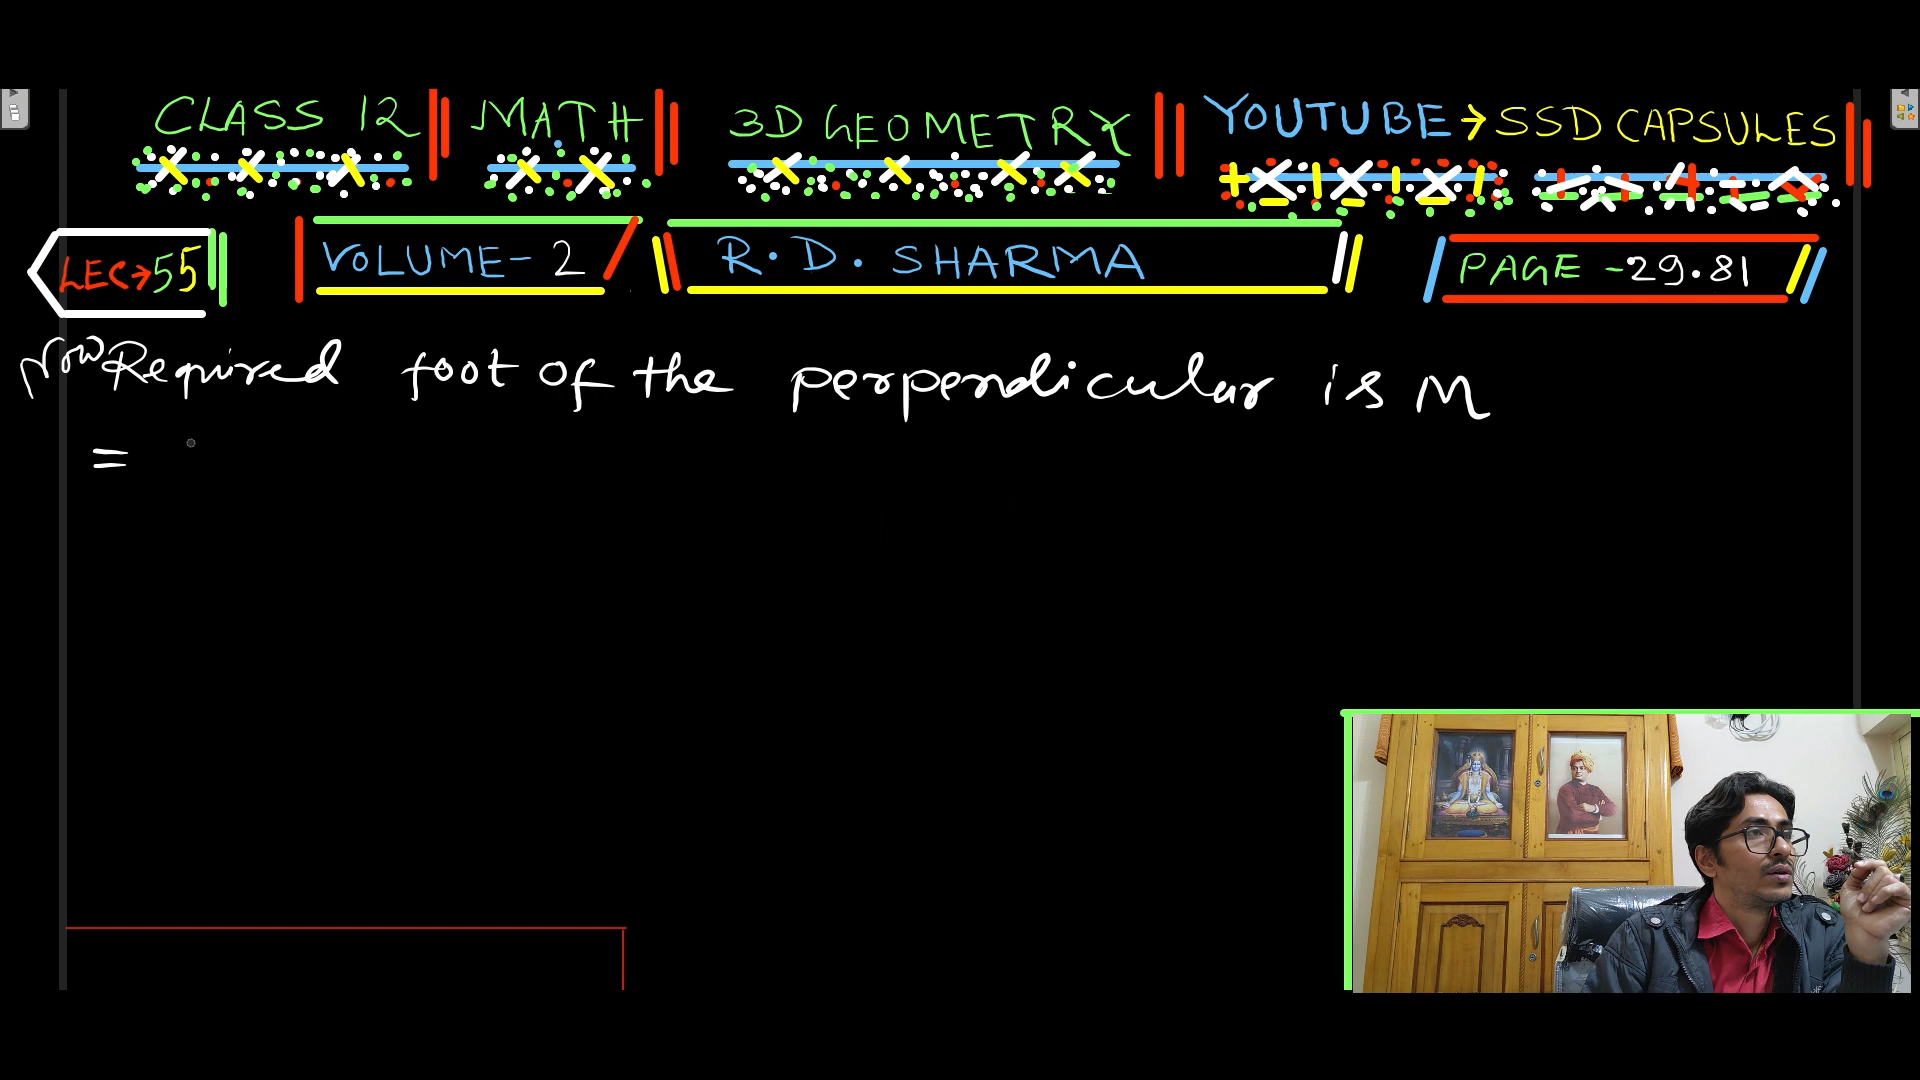 CLASS 12 MATH 3D GEOMETRY YOUTUBE → SSD CAPSULES
LEC→55 VOLUME-2 R.D. SHARMA PAGE-29.81
Now Required foot of the perpendicular is M
=